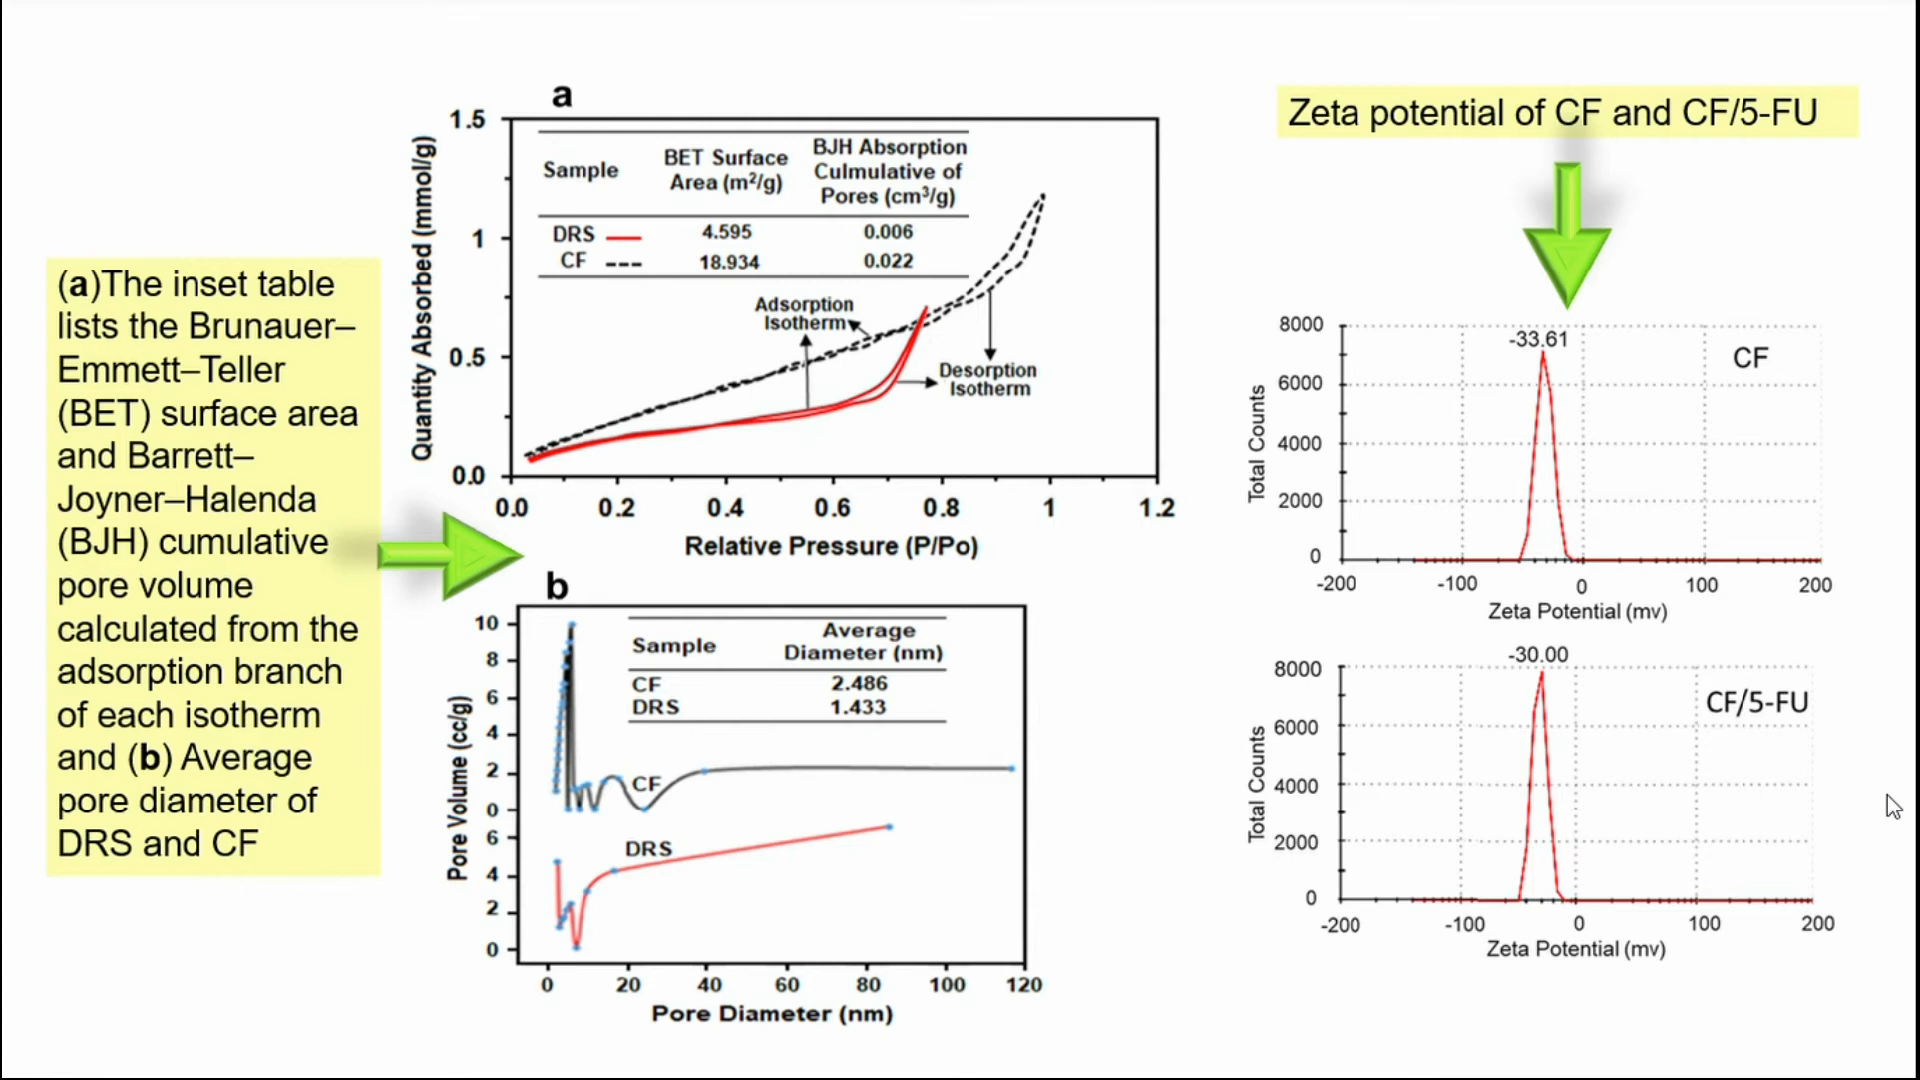 (a)The inset table
lists the Brunauer–
Emmett–Teller
(BET) surface area
and Barrett–
Joyner–Halenda
(BJH) cumulative
pore volume
calculated from the
adsorption branch
of each isotherm
and (b) Average
pore diameter of
DRS and CF
a
Quantity Absorbed (mmol/g)
1.5
1
0.5
0.0
Sample BET Surface Area (m²/g) BJH Absorption Culmulative of Pores (cm³/g)
DRS 4.595 0.006
CF 18.934 0.022
Adsorption
Isotherm
Desorption
Isotherm
0.0 0.2 0.4 0.6 0.8 1 1.2
Relative Pressure (P/Po)
b
Pore Volume (cc/g)
10
8
6
4
2
0
6
4
2
0
Sample Average Diameter (nm)
CF 2.486
DRS 1.433
CF
DRS
0 20 40 60 80 100 120
Pore Diameter (nm)
Zeta potential of CF and CF/5-FU
Total Counts
8000
6000
4000
2000
0
-33.61
CF
-200 -100 0 100 200
Zeta Potential (mv)
Total Counts
8000
6000
4000
2000
0
-30.00
CF/5-FU
-200 -100 0 100 200
Zeta Potential (mv)